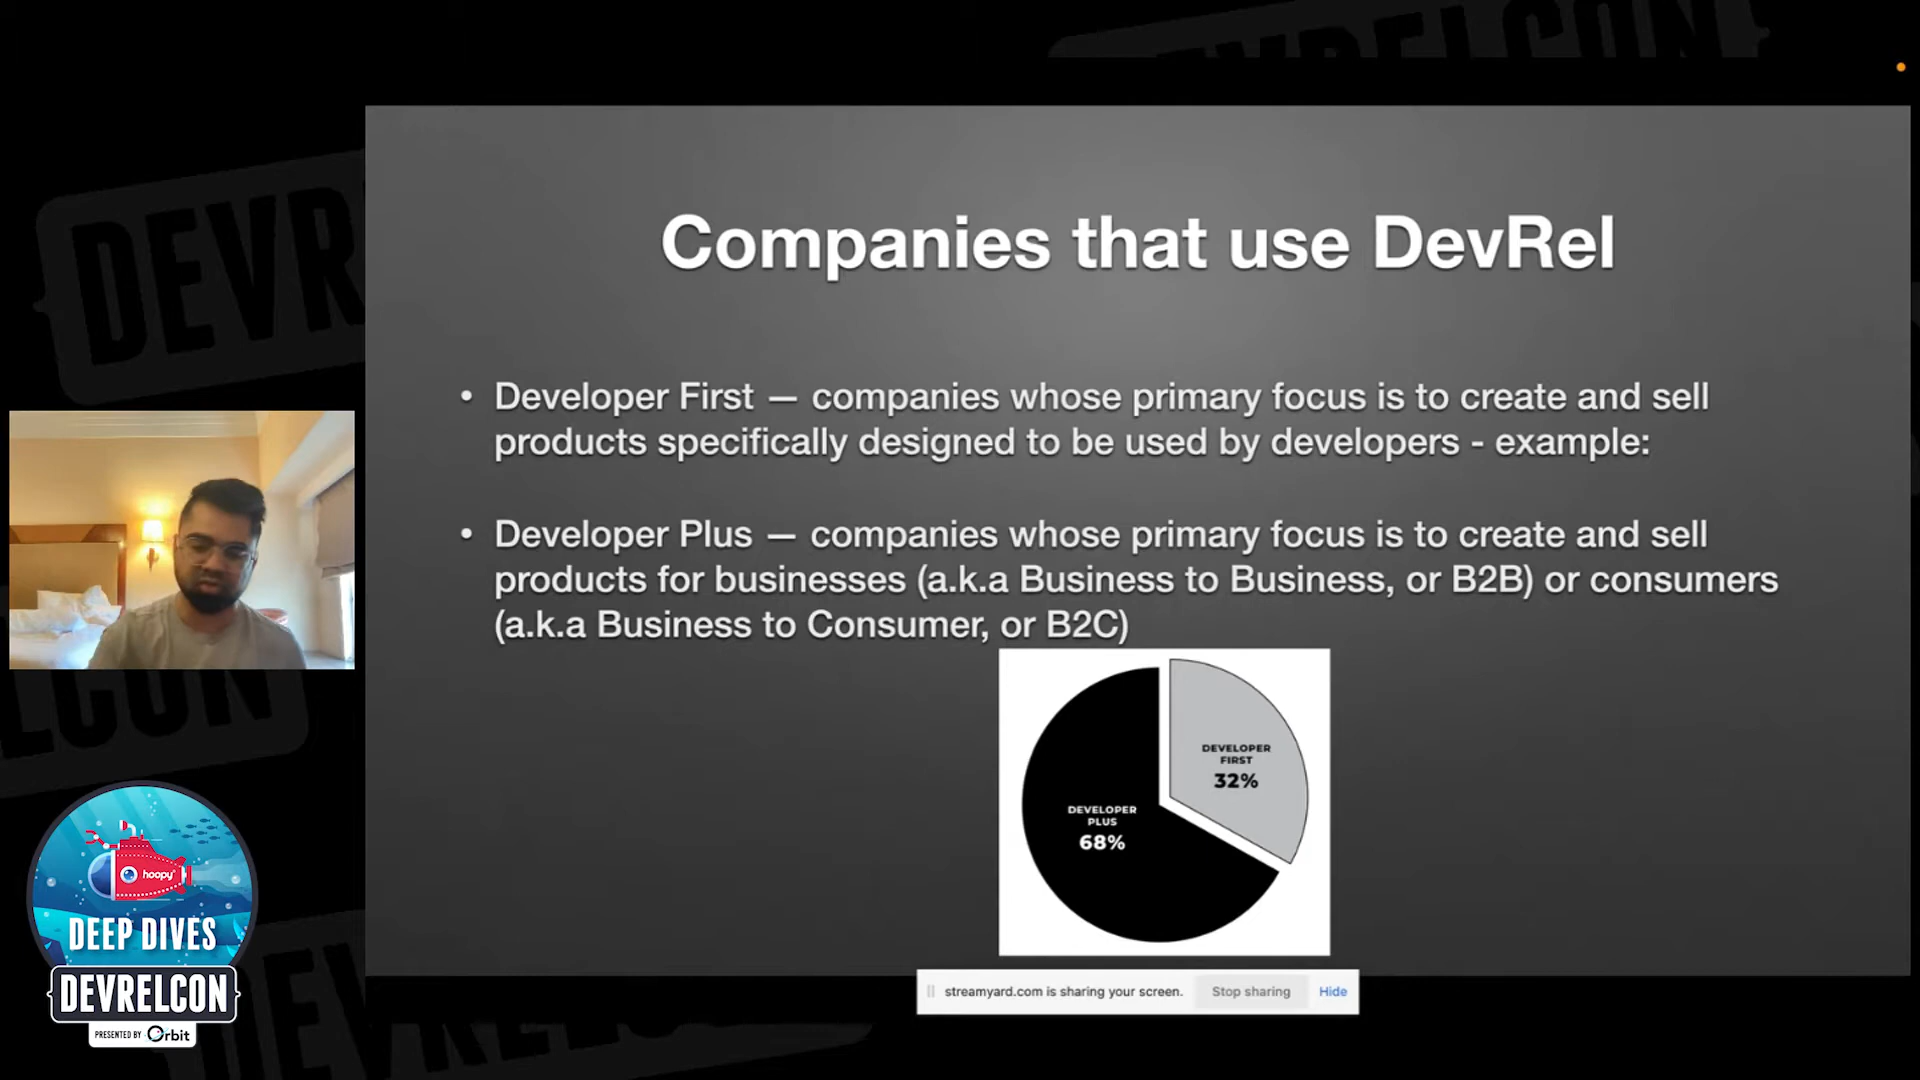 Companies that use DevRel
• Developer First — companies whose primary focus is to create and sell
products specifically designed to be used by developers - example:
• Developer Plus — companies whose primary focus is to create and sell
products for businesses (a.k.a Business to Business, or B2B) or consumers
(a.k.a Business to Consumer, or B2C)
DEVELOPER
FIRST
32%
DEVELOPER
PLUS
68%
streamyard.com is sharing your screen. Stop sharing Hide
hoopy
DEEP DIVES
DEVRELCON
PRESENTED BY Orbit